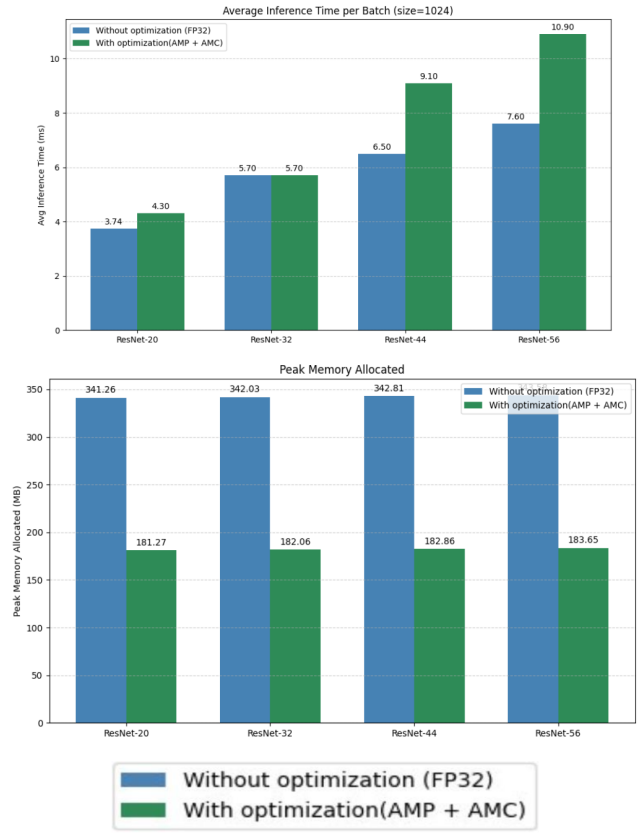 Average Inference Time per Batch (size=1024)
Without optimization (FP32)
With optimization(AMP + AMC)
Avg Inference Time (ms)
10
8
6
4
2
0
3.74
4.30
5.70
5.70
6.50
9.10
7.60
10.90
ResNet-20
ResNet-32
ResNet-44
ResNet-56
Peak Memory Allocated
Without optimization (FP32)
With optimization(AMP + AMC)
Peak Memory Allocated (MB)
350
300
250
200
150
100
50
0
341.26
181.27
342.03
182.06
342.81
182.86
183.65
ResNet-20
ResNet-32
ResNet-44
ResNet-56
Without optimization (FP32)
With optimization(AMP + AMC)